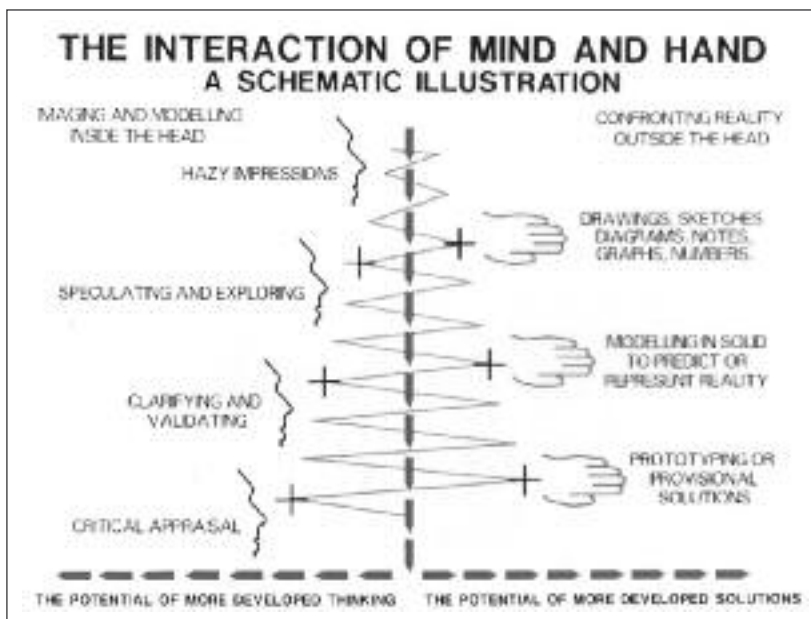 THE INTERACTION OF MIND AND HAND
A SCHEMATIC ILLUSTRATION
IMAGING AND MODELLING
INSIDE THE HEAD
CONFRONTING REALITY
OUTSIDE THE HEAD
HAZY IMPRESSIONS
DRAWINGS, SKETCHES
DIAGRAMS, NOTES,
GRAPHS, NUMBERS.
SPECULATING AND EXPLORING
MODELLING IN SOLID
TO PREDICT OR
REPRESENT REALITY
CLARIFYING AND
VALIDATING
PROTOTYPING OR
PROVISIONAL
SOLUTIONS
CRITICAL APPRAISAL
THE POTENTIAL OF MORE DEVELOPED THINKING
THE POTENTIAL OF MORE DEVELOPED SOLUTIONS